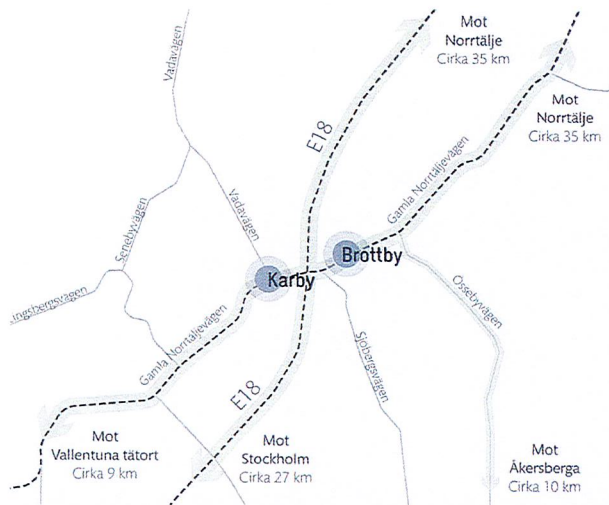 Mot
Norrtälje
Cirka 35 km
Vadavägen
Mot
Norrtälje
Cirka 35 km
E18
Gamla Norrtäljevägen
Senebyvägen
Vadavägen
Brottby
Karby
Össebyvägen
Gamla Norrtäljevägen
Sjöbergsvägen
E18
Mot
Vallentuna tätort
Cirka 9 km
Mot
Stockholm
Cirka 27 km
Mot
Åkersberga
Cirka 10 km